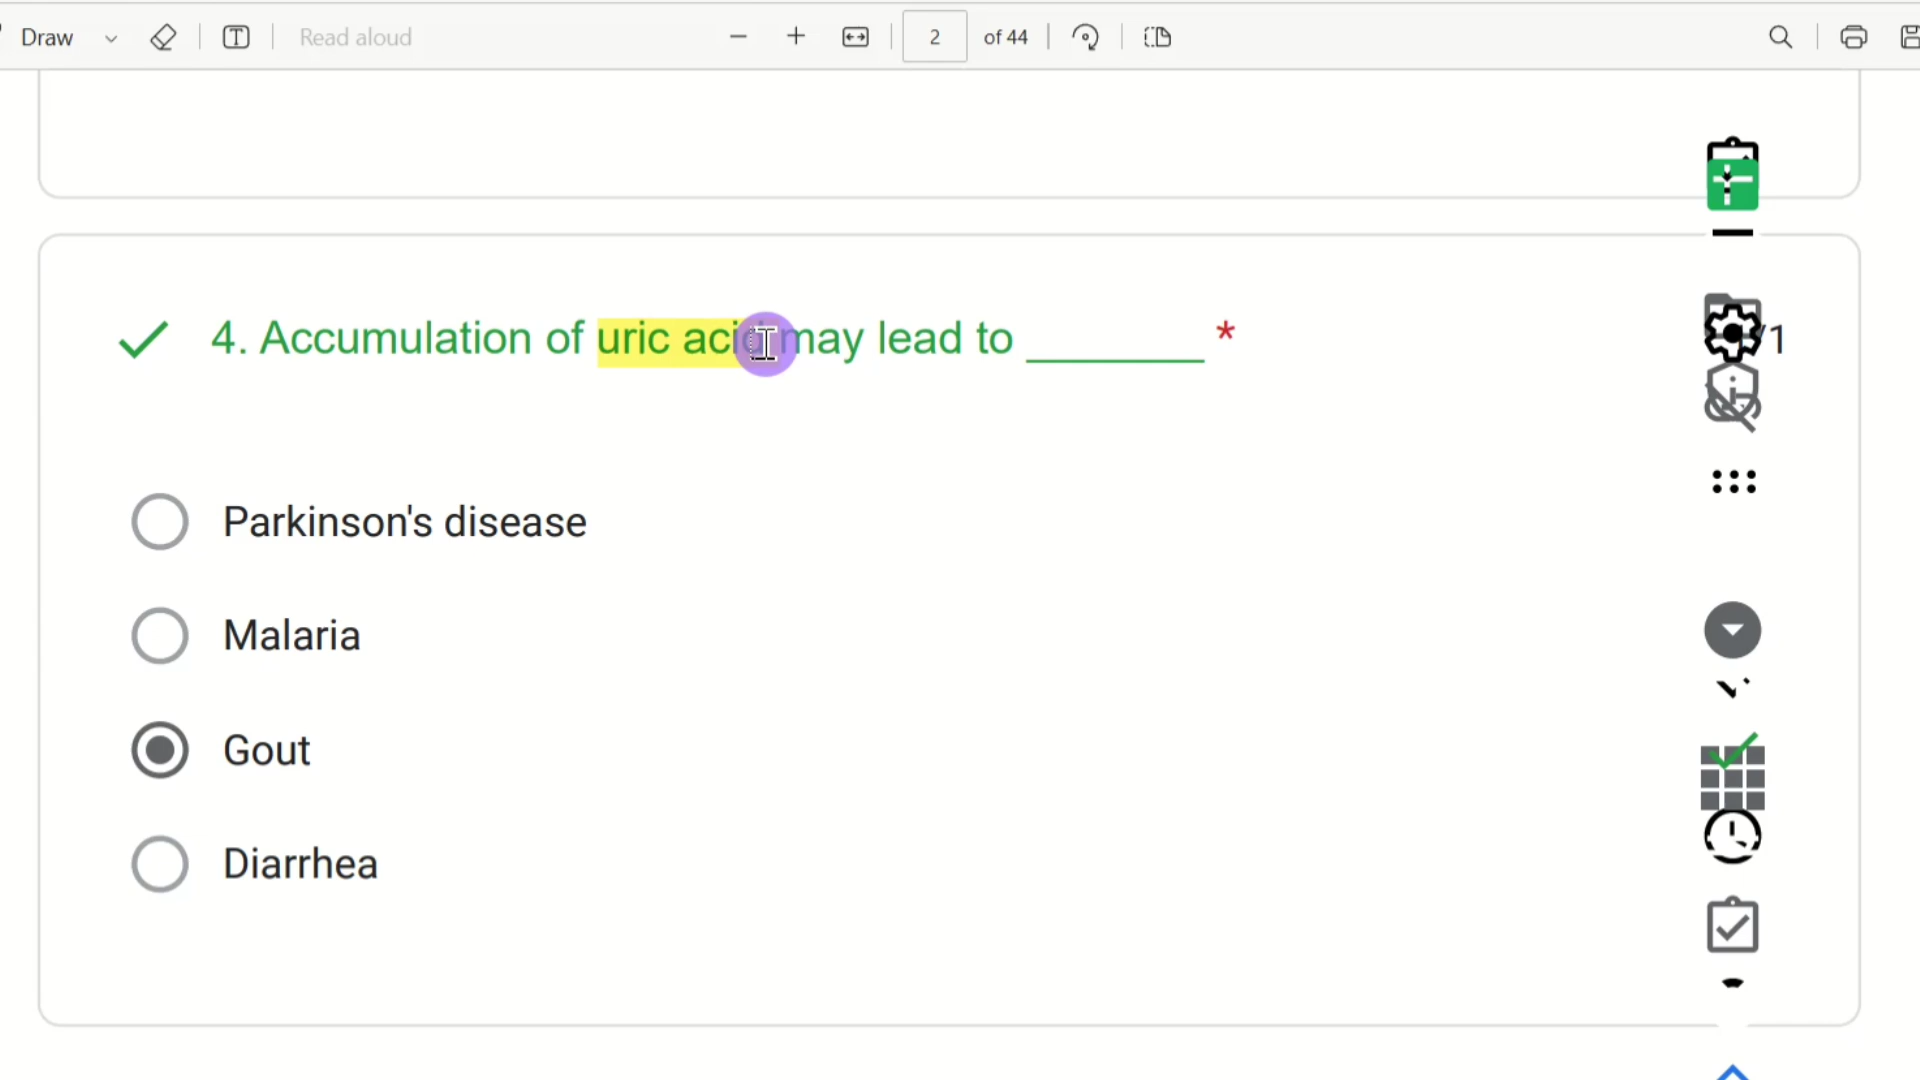 Draw Read aloud 2 of 44
4. Accumulation of uric acid may lead to ________ * /1
Parkinson's disease
Malaria
Gout
Diarrhea